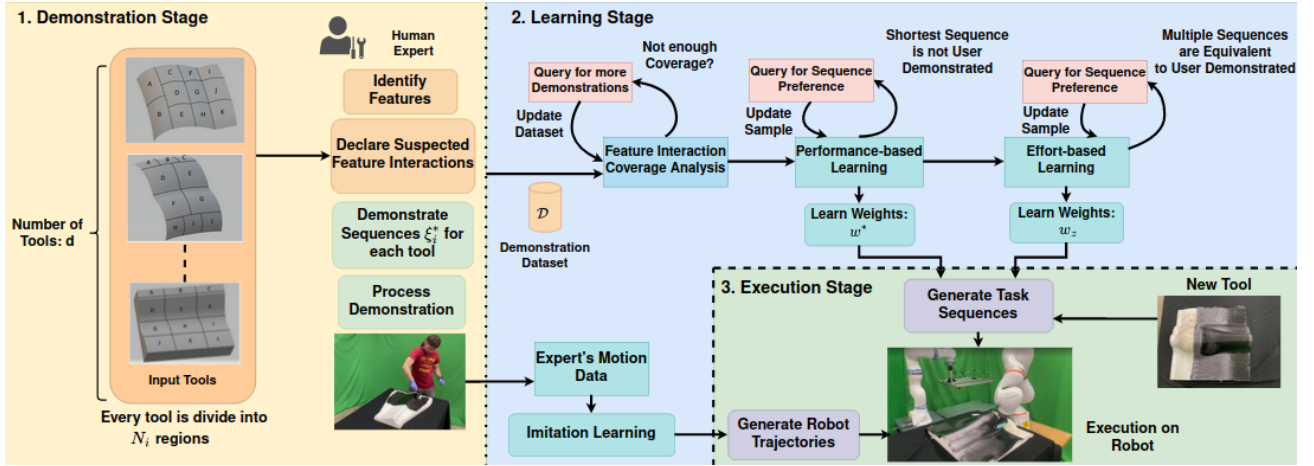 1. Demonstration Stage
Human
Expert
Number of
Tools: d
A C F I
D G J
B E H K
A B C
D E
F G
H I J
A B C
D E F
G H I
J K L
Input Tools
Every tool is divide into
N_i regions
Identify
Features
Declare Suspected
Feature Interactions
Demonstrate
Sequences ξ_i^* for
each tool
Process
Demonstration
2. Learning Stage
Not enough
Coverage?
Query for more
Demonstrations
Update
Dataset
Feature Interaction
Coverage Analysis
𝒟
Demonstration
Dataset
Shortest Sequence
is not User
Demonstrated
Query for Sequence
Preference
Update
Sample
Performance-based
Learning
Learn Weights:
w^*
Multiple Sequences
are Equivalent
to User Demonstrated
Query for Sequence
Preference
Update
Sample
Effort-based
Learning
Learn Weights:
w_z
Expert's Motion
Data
Imitation Learning
3. Execution Stage
Generate Task
Sequences
New Tool
Generate Robot
Trajectories
Execution on
Robot